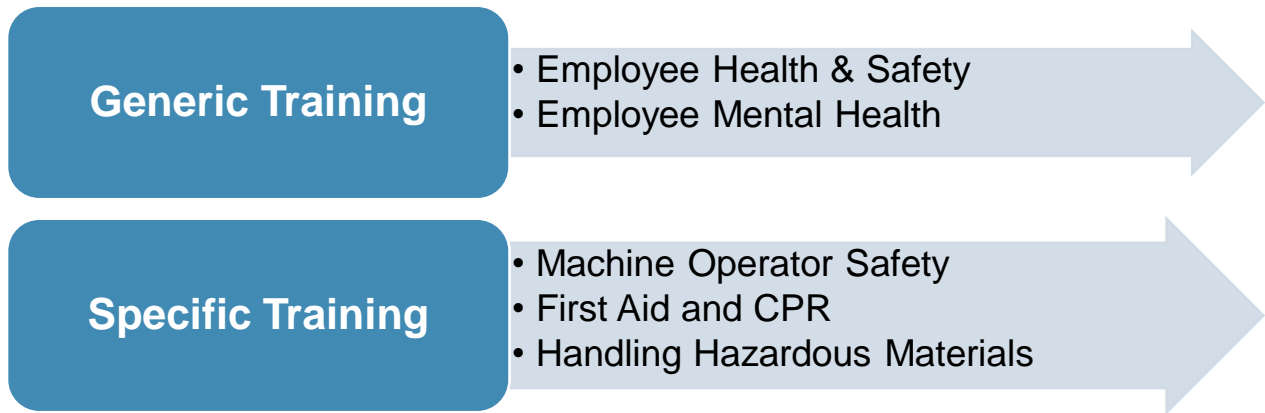 Generic Training
• Employee Health & Safety
• Employee Mental Health
Specific Training
• Machine Operator Safety
• First Aid and CPR
• Handling Hazardous Materials